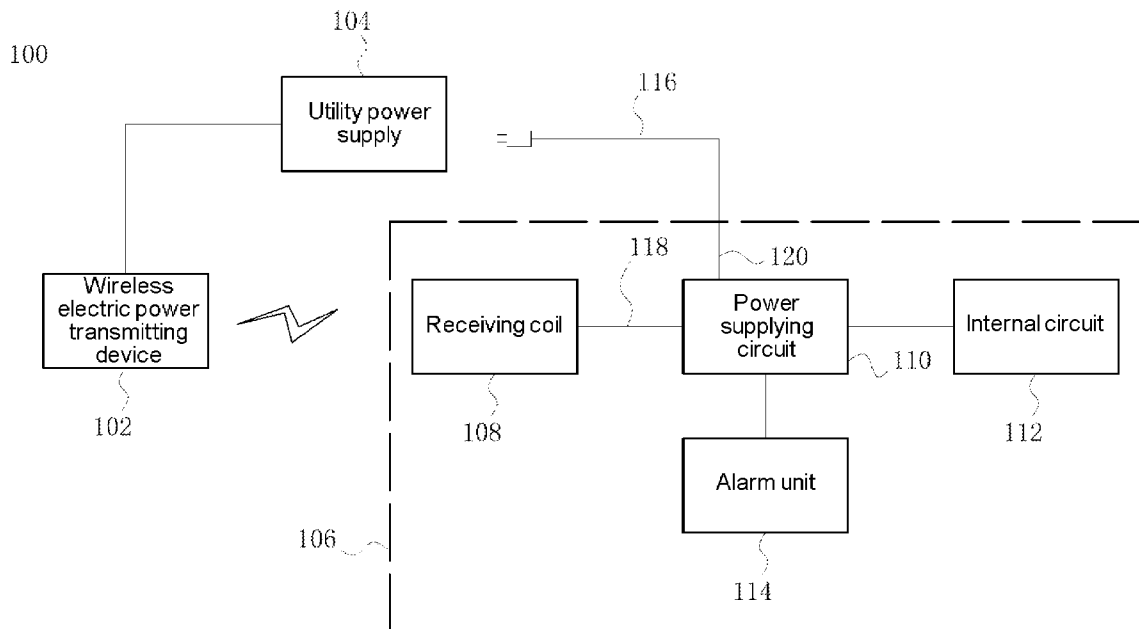 104
100
116
Utility power
supply
118
120
Wireless
electric power
transmitting
device
Receiving coil
Power
supplying
circuit
Internal circuit
110
102
108
112
Alarm unit
106
114